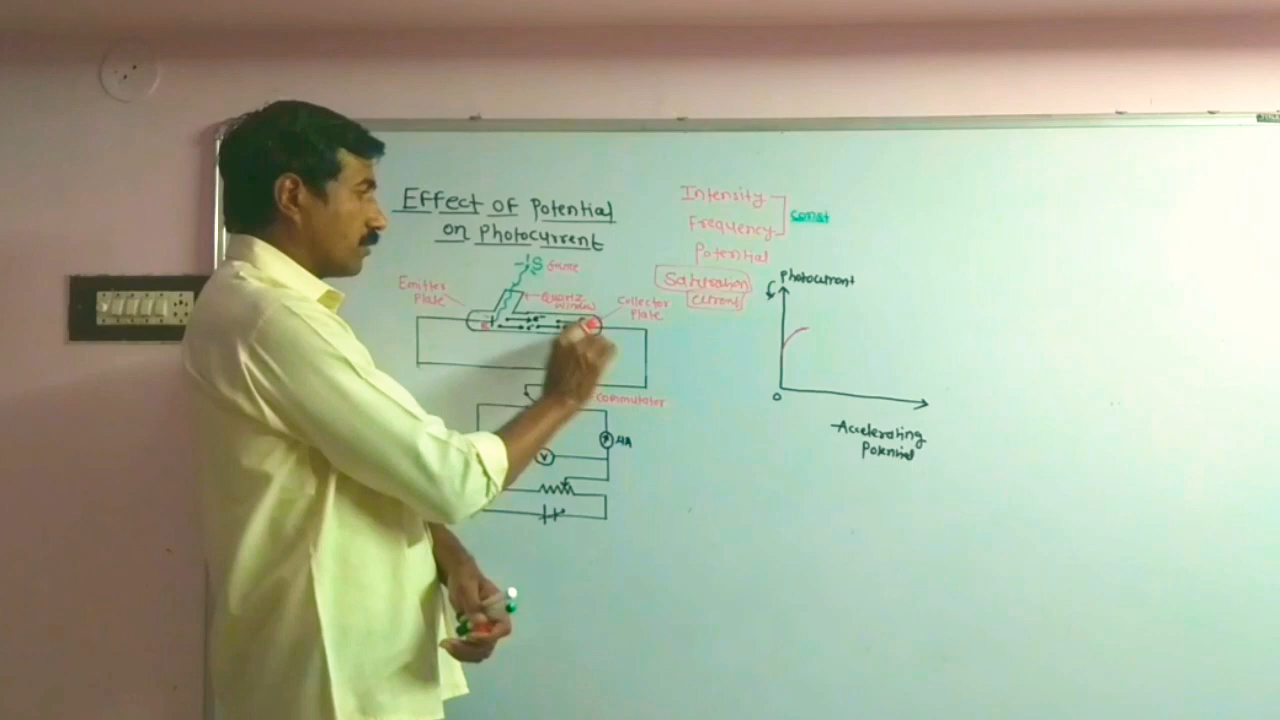 Effect of Potential
on Photocurrent
S Source
Emitter
Plate
Quartz
Window
Collector
Plate
Commutator
μA
V
Intensity
Frequency
const
Potential
Saturation
current
Photocurrent
O
Accelerating
Potential